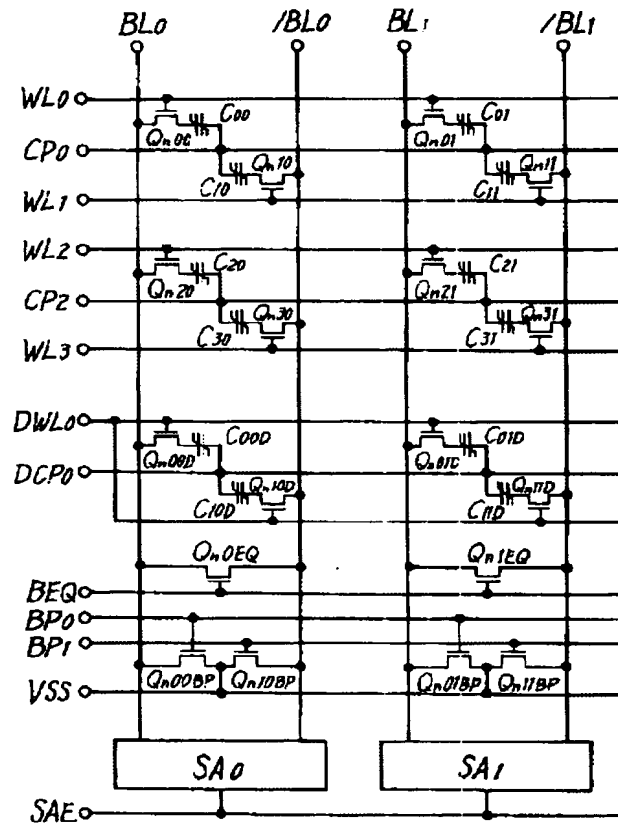 BL0 /BL0 BL1 /BL1
WL0
C00 C01
Qn00 Qn01
CP0
Qn10 Qn11
C10 C11
WL1
WL2
C20 C21
Qn20 Qn21
CP2
Qn30 Qn31
C30 C31
WL3
DWL0
C00D C01D
Qn00D Qn01D
DCP0
Qn10D Qn11D
C10D C11D
Qn0EQ Qn1EQ
BEQ
BP0
BP1
Qn00BP Qn10BP Qn01BP Qn11BP
VSS
SA0 SA1
SAE